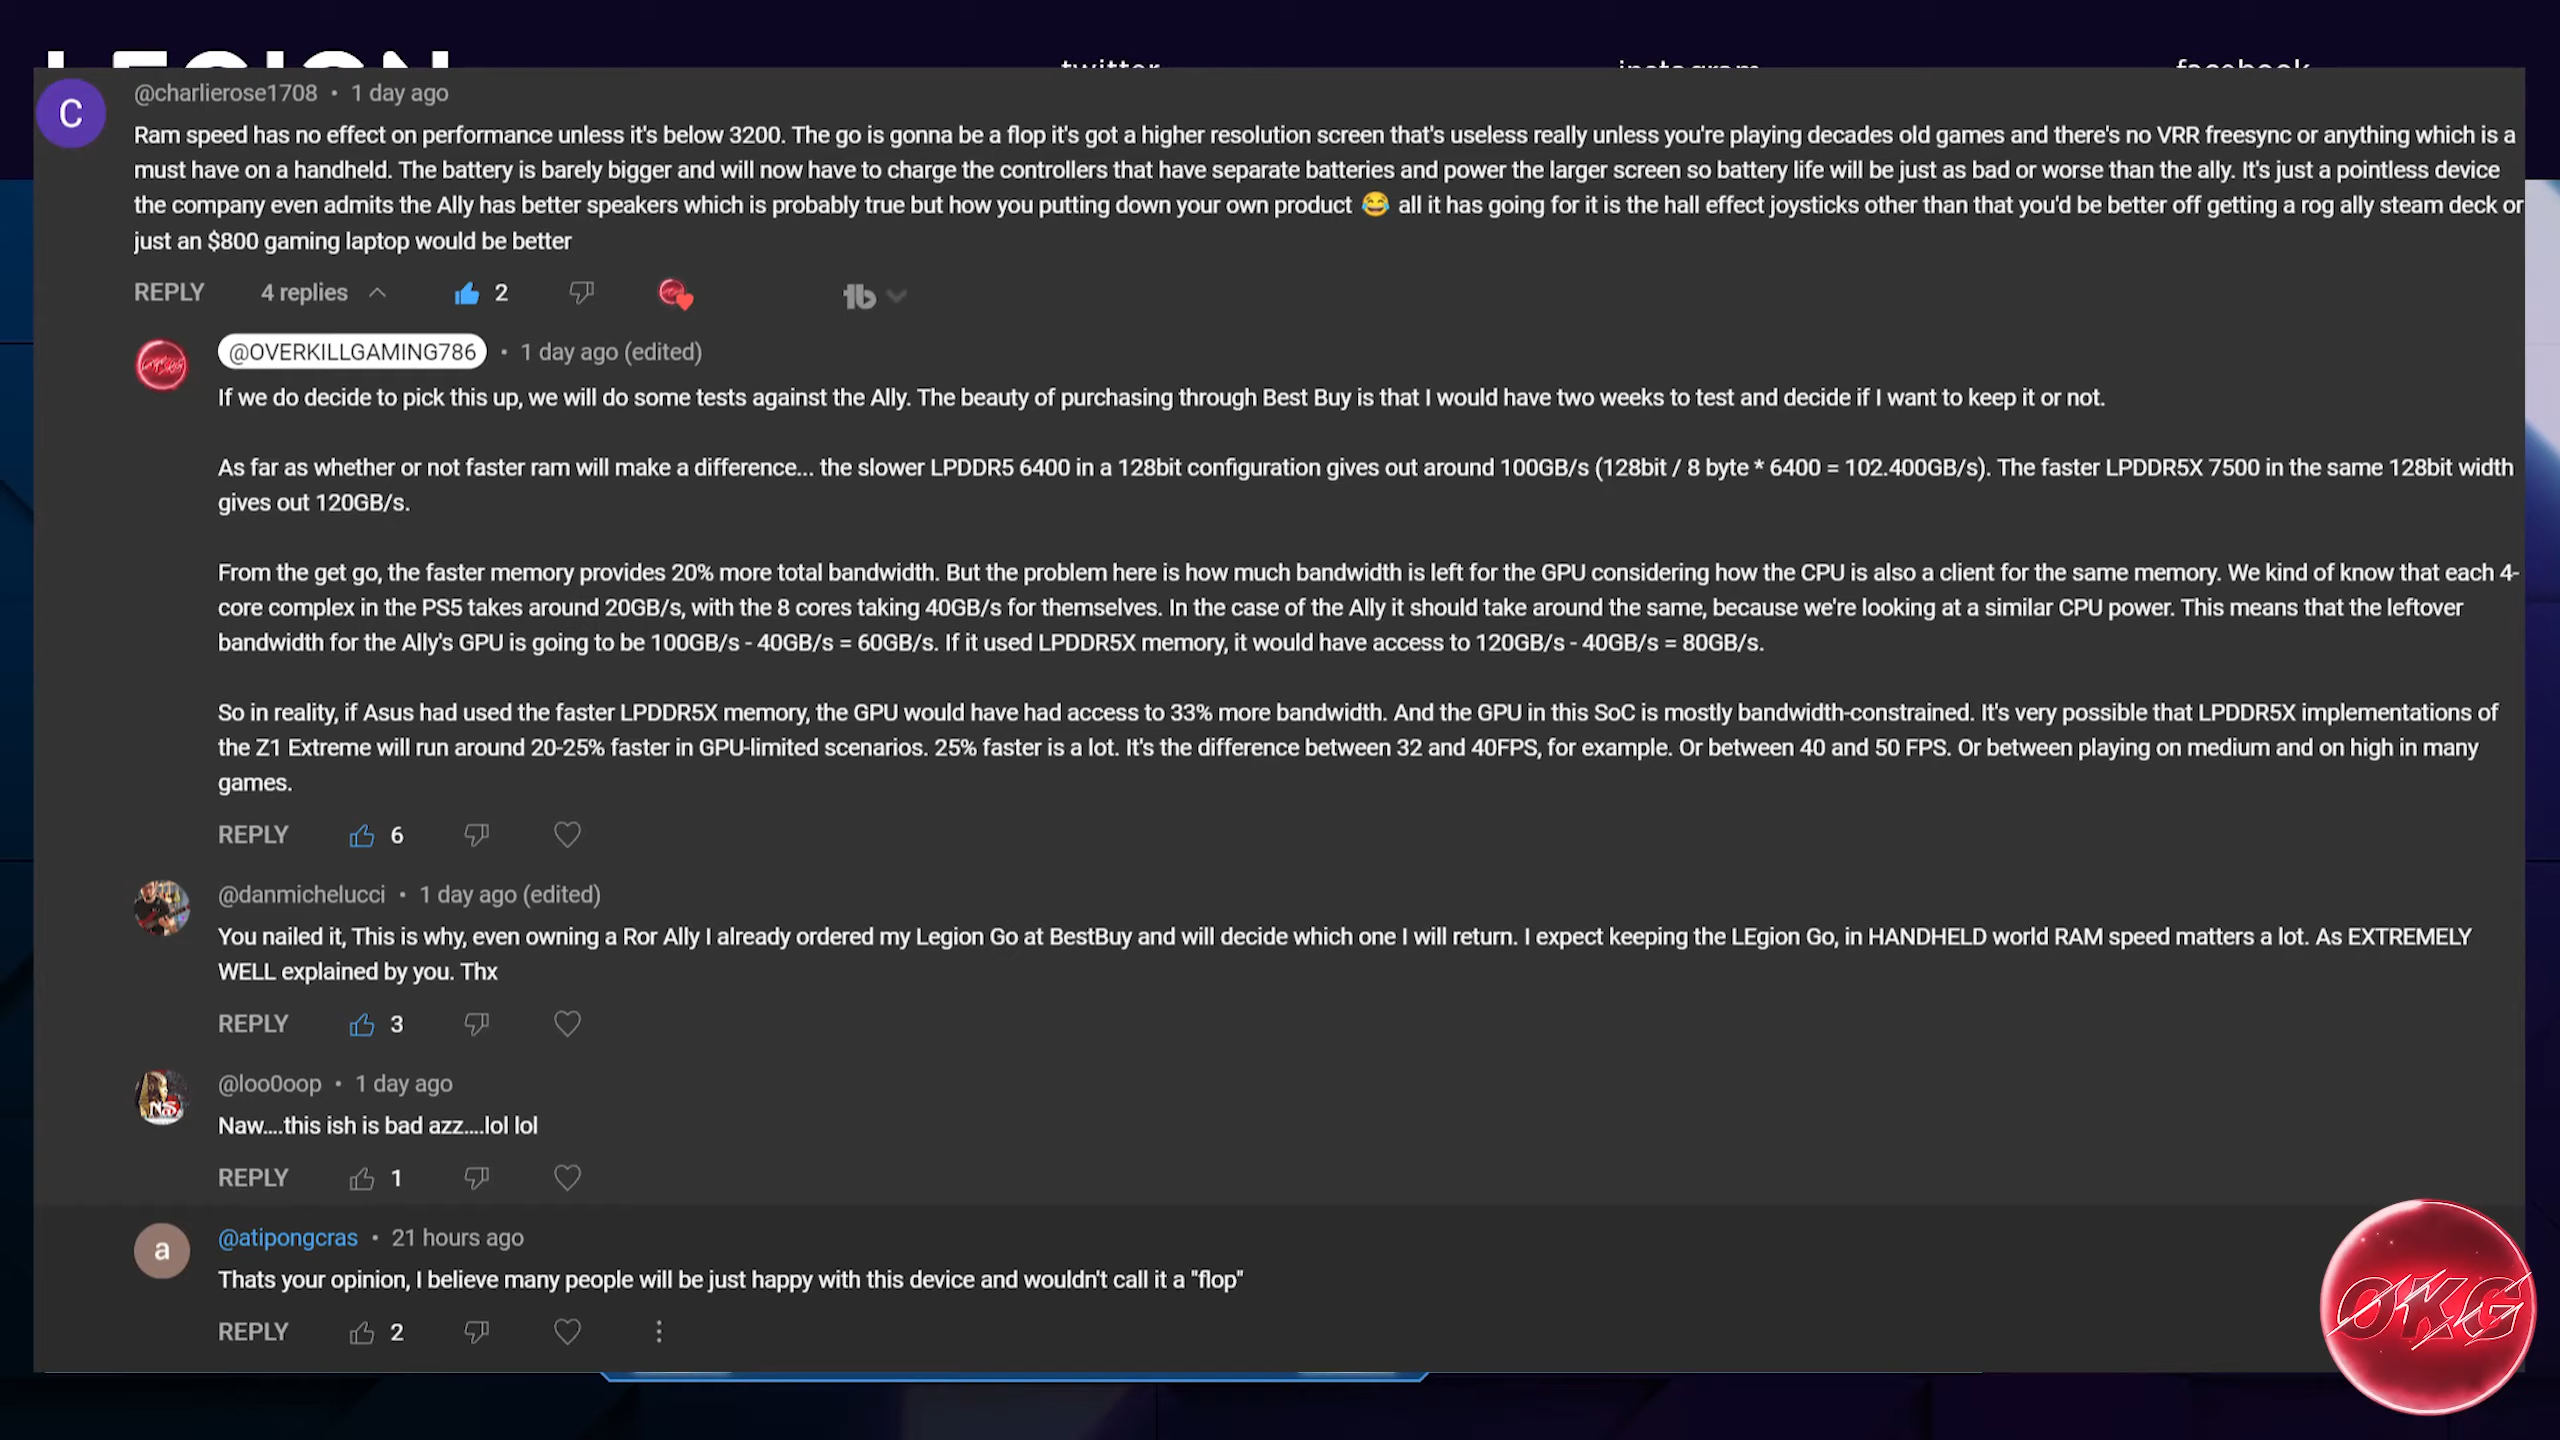 LEGION
twitter
instagram
facebook
C
@charlierose1708 • 1 day ago
Ram speed has no effect on performance unless it's below 3200. The go is gonna be a flop it's got a higher resolution screen that's useless really unless you're playing decades old games and there's no VRR freesync or anything which is a
must have on a handheld. The battery is barely bigger and will now have to charge the controllers that have separate batteries and power the larger screen so battery life will be just as bad or worse than the ally. It's just a pointless device
the company even admits the Ally has better speakers which is probably true but how you putting down your own product 😂 all it has going for it is the hall effect joysticks other than that you'd be better off getting a rog ally steam deck or
just an $800 gaming laptop would be better
REPLY 4 replies 2
@OVERKILLGAMING786 • 1 day ago (edited)
If we do decide to pick this up, we will do some tests against the Ally. The beauty of purchasing through Best Buy is that I would have two weeks to test and decide if I want to keep it or not.
As far as whether or not faster ram will make a difference... the slower LPDDR5 6400 in a 128bit configuration gives out around 100GB/s (128bit / 8 byte * 6400 = 102.400GB/s). The faster LPDDR5X 7500 in the same 128bit width
gives out 120GB/s.
From the get go, the faster memory provides 20% more total bandwidth. But the problem here is how much bandwidth is left for the GPU considering how the CPU is also a client for the same memory. We kind of know that each 4-
core complex in the PS5 takes around 20GB/s, with the 8 cores taking 40GB/s for themselves. In the case of the Ally it should take around the same, because we're looking at a similar CPU power. This means that the leftover
bandwidth for the Ally's GPU is going to be 100GB/s - 40GB/s = 60GB/s. If it used LPDDR5X memory, it would have access to 120GB/s - 40GB/s = 80GB/s.
So in reality, if Asus had used the faster LPDDR5X memory, the GPU would have had access to 33% more bandwidth. And the GPU in this SoC is mostly bandwidth-constrained. It's very possible that LPDDR5X implementations of
the Z1 Extreme will run around 20-25% faster in GPU-limited scenarios. 25% faster is a lot. It's the difference between 32 and 40FPS, for example. Or between 40 and 50 FPS. Or between playing on medium and on high in many
games.
REPLY 6
@danmichelucci • 1 day ago (edited)
You nailed it, This is why, even owning a Ror Ally I already ordered my Legion Go at BestBuy and will decide which one I will return. I expect keeping the LEgion Go, in HANDHELD world RAM speed matters a lot. As EXTREMELY
WELL explained by you. Thx
REPLY 3
@loo0oop • 1 day ago
Naw....this ish is bad azz....lol lol
REPLY 1
a
@atipongcras • 21 hours ago
Thats your opinion, I believe many people will be just happy with this device and wouldn't call it a "flop"
REPLY 2
OKG